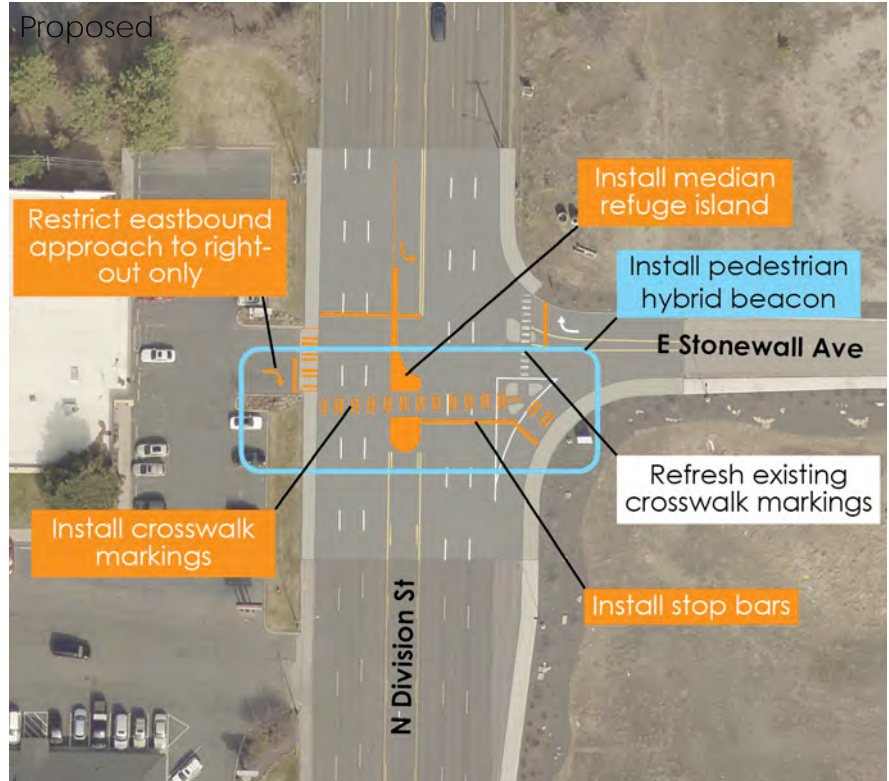 Proposed
Install median
refuge island
Restrict eastbound
approach to right-
out only
Install pedestrian
hybrid beacon
E Stonewall Ave
Refresh existing
crosswalk markings
Install crosswalk
markings
Install stop bars
N Division St